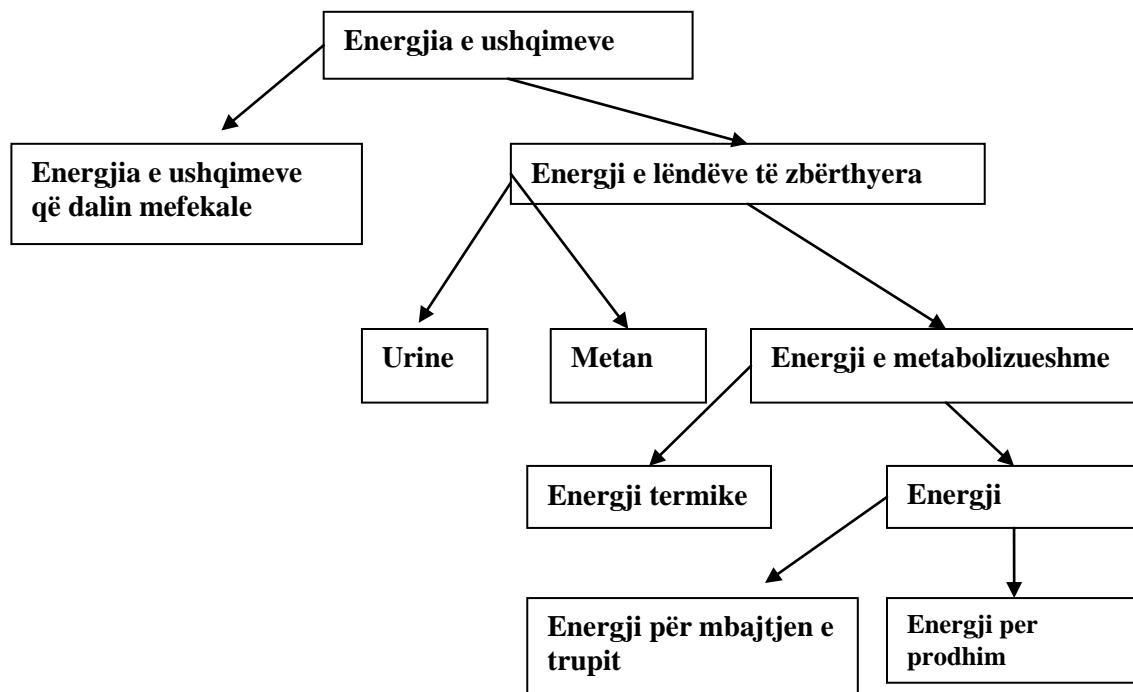 Energjia e ushqimeve
Energjia e ushqimeve
që dalin mefekale
Energji e lëndëve të zbërthyera
Urine
Metan
Energji e metabolizueshme
Energji termike
Energji
Energji për mbajtjen e
trupit
Energji per
prodhim